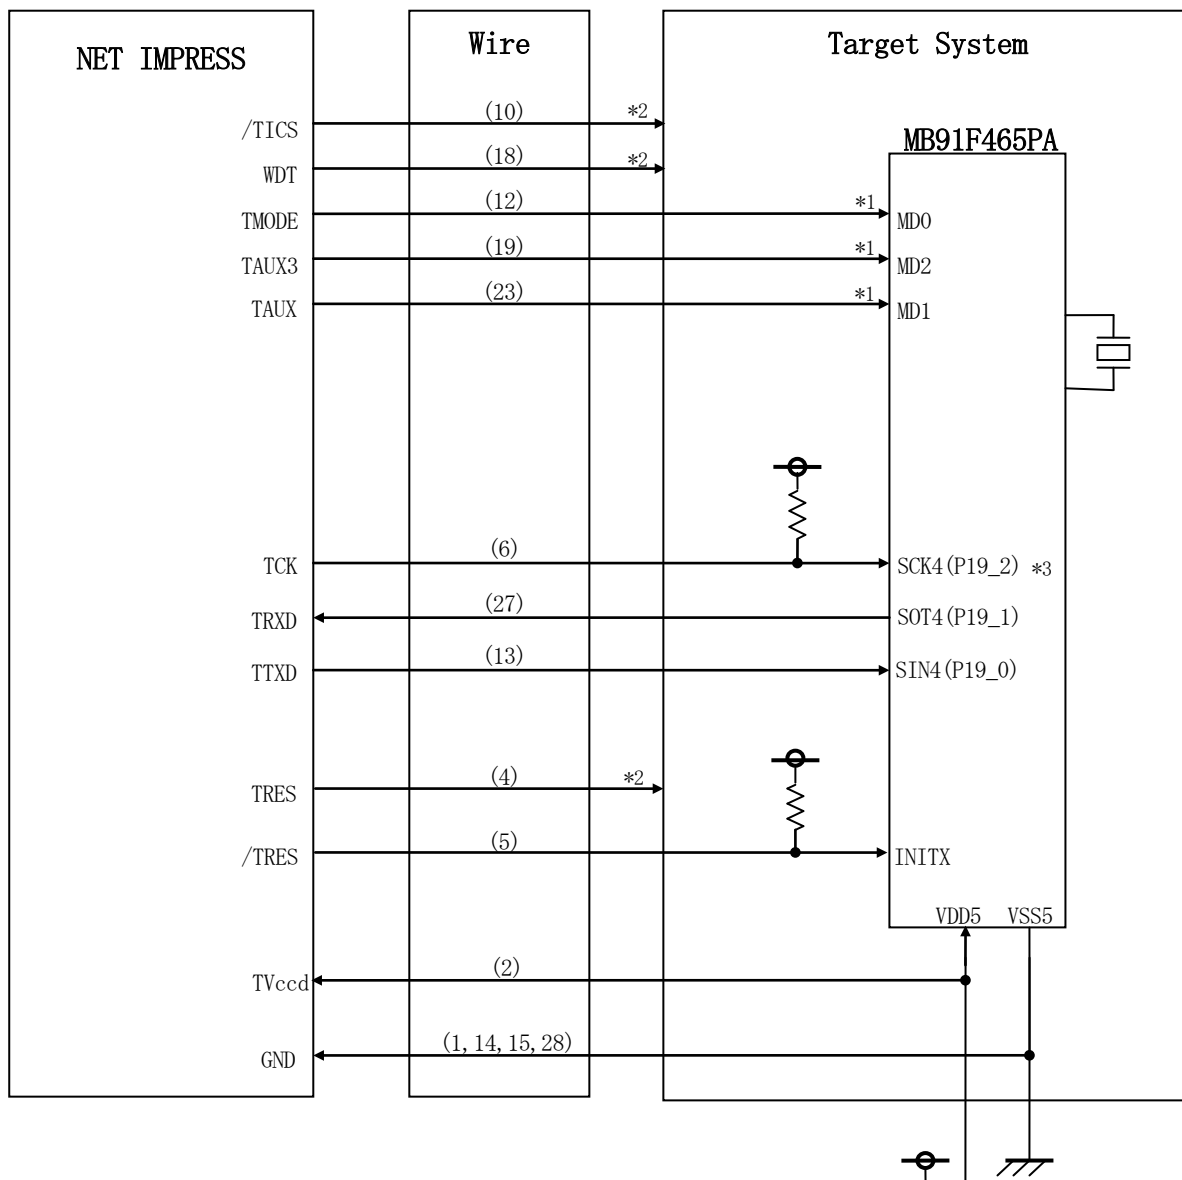 NET IMPRESS
Wire
Target System
/TICS
(10)
*2
MB91F465PA
WDT
(18)
*2
TMODE
(12)
*1
MD0
TAUX3
(19)
*1
MD2
TAUX
(23)
*1
MD1
TCK
(6)
SCK4(P19_2) *3
TRXD
(27)
SOT4(P19_1)
TTXD
(13)
SIN4(P19_0)
TRES
(4)
*2
/TRES
(5)
INITX
VDD5
VSS5
TVccd
(2)
GND
(1, 14, 15, 28)